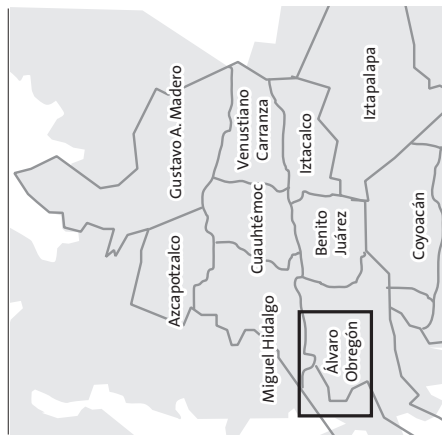 Gustavo A. Madero
Azcapotzalco
Venustiano
Carranza
Cuauhtémoc
Miguel Hidalgo
Iztacalco
Iztapalapa
Benito
Juárez
Álvaro
Obregón
Coyoacán